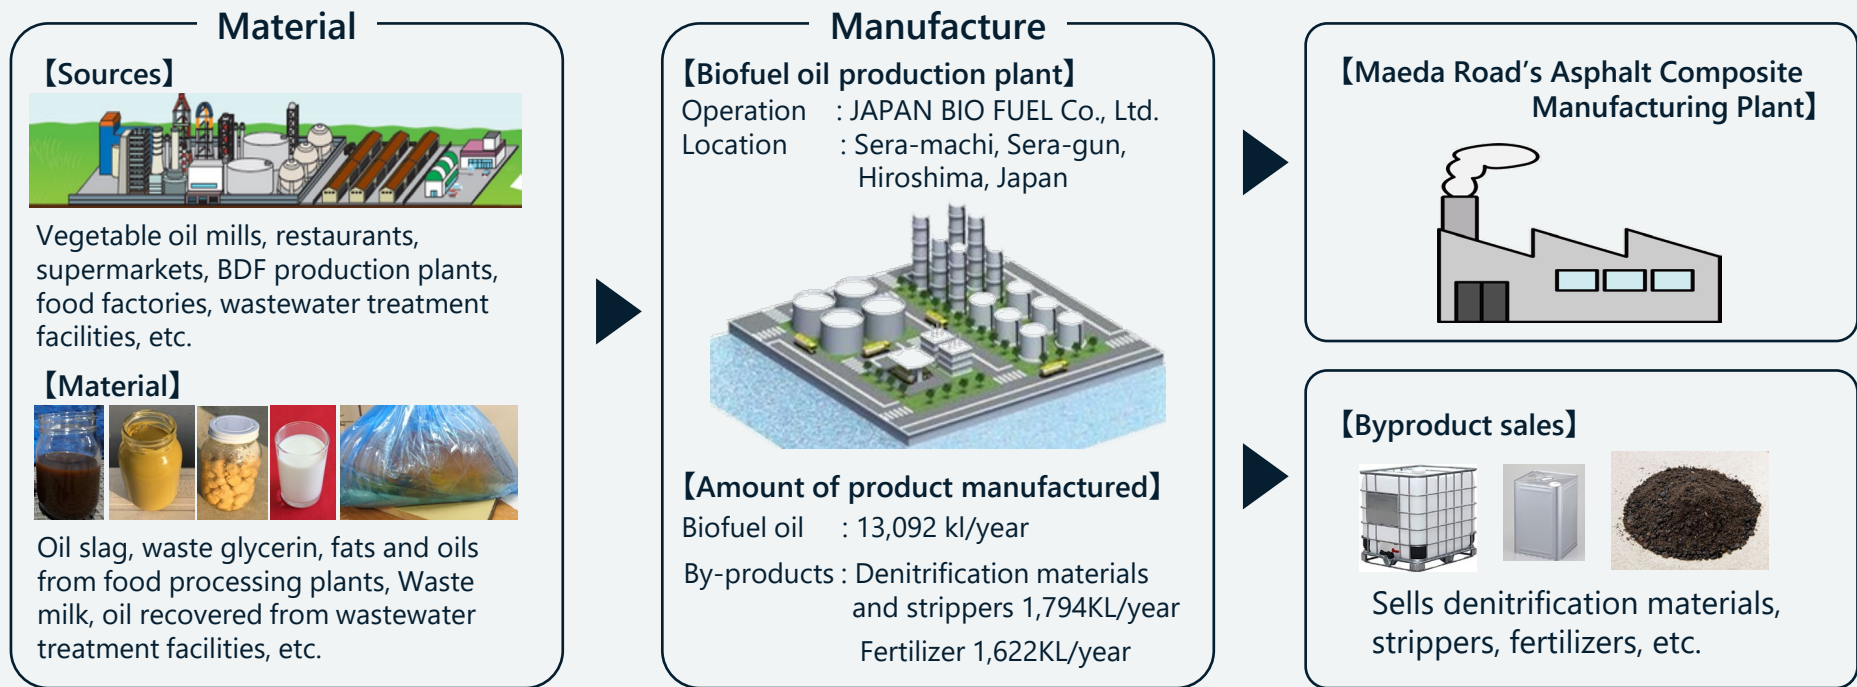 Material
【Sources】
Vegetable oil mills, restaurants,
supermarkets, BDF production plants,
food factories, wastewater treatment
facilities, etc.
【Material】
Oil slag, waste glycerin, fats and oils
from food processing plants, Waste
milk, oil recovered from wastewater
treatment facilities, etc.
Manufacture
【Biofuel oil production plant】
Operation : JAPAN BIO FUEL Co., Ltd.
Location : Sera-machi, Sera-gun,
Hiroshima, Japan
【Amount of product manufactured】
Biofuel oil : 13,092 kl/year
By-products : Denitrification materials
and strippers 1,794KL/year
Fertilizer 1,622KL/year
【Maeda Road’s Asphalt Composite
Manufacturing Plant】
【Byproduct sales】
Sells denitrification materials,
strippers, fertilizers, etc.